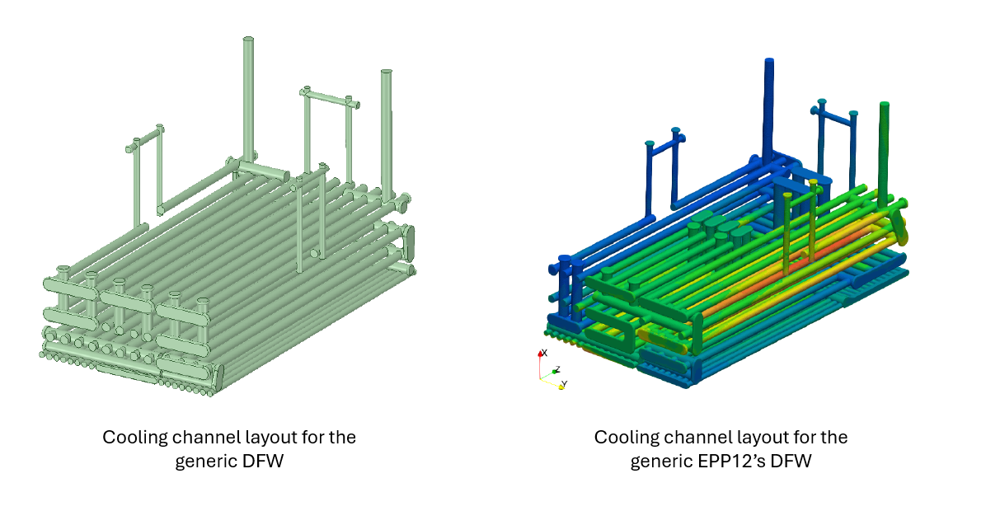 X
Z
Y
Cooling channel layout for the
generic DFW
Cooling channel layout for the
generic EPP12’s DFW